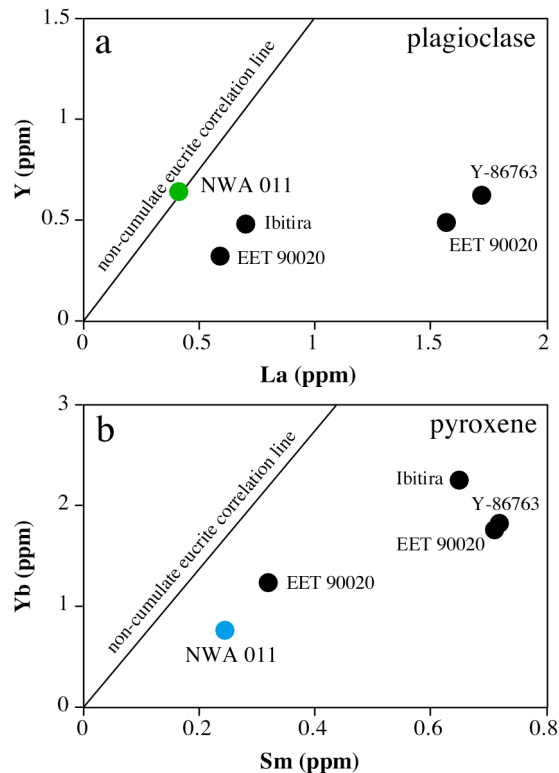 a
plagioclase
non-cumulate eucrite correlation line
NWA 011
Ibitira
EET 90020
Y-86763
EET 90020
Y (ppm)
1.5
1
0.5
0
0
0.5
1
1.5
2
La (ppm)
b
pyroxene
non-cumulate eucrite correlation line
Ibitira
Y-86763
EET 90020
EET 90020
NWA 011
Yb (ppm)
3
2
1
0
0
0.2
0.4
0.6
0.8
Sm (ppm)